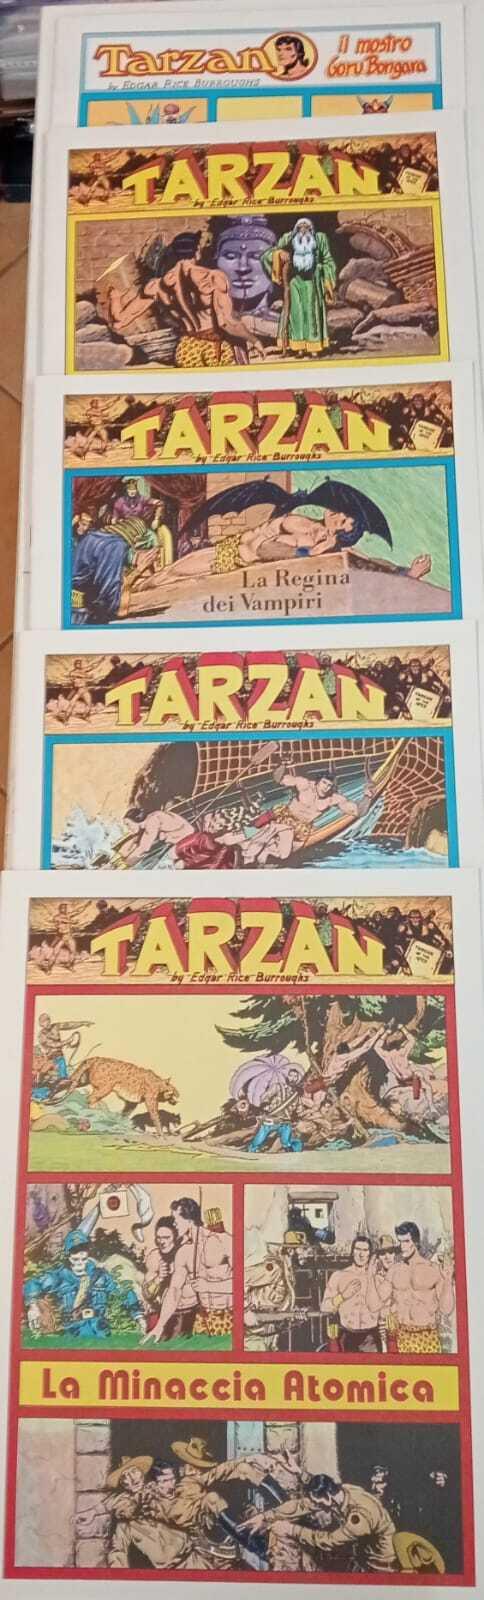 Tarzan
by EDGAR RICE BURROUGHS
il mostro
Goru Bongara
TARZAN
by Edgar Rice Burroughs
TARZAN
by Edgar Rice Burroughs
La Regina
dei Vampiri
TARZAN
by Edgar Rice Burroughs
TARZAN
by Edgar Rice Burroughs
La Minaccia Atomica